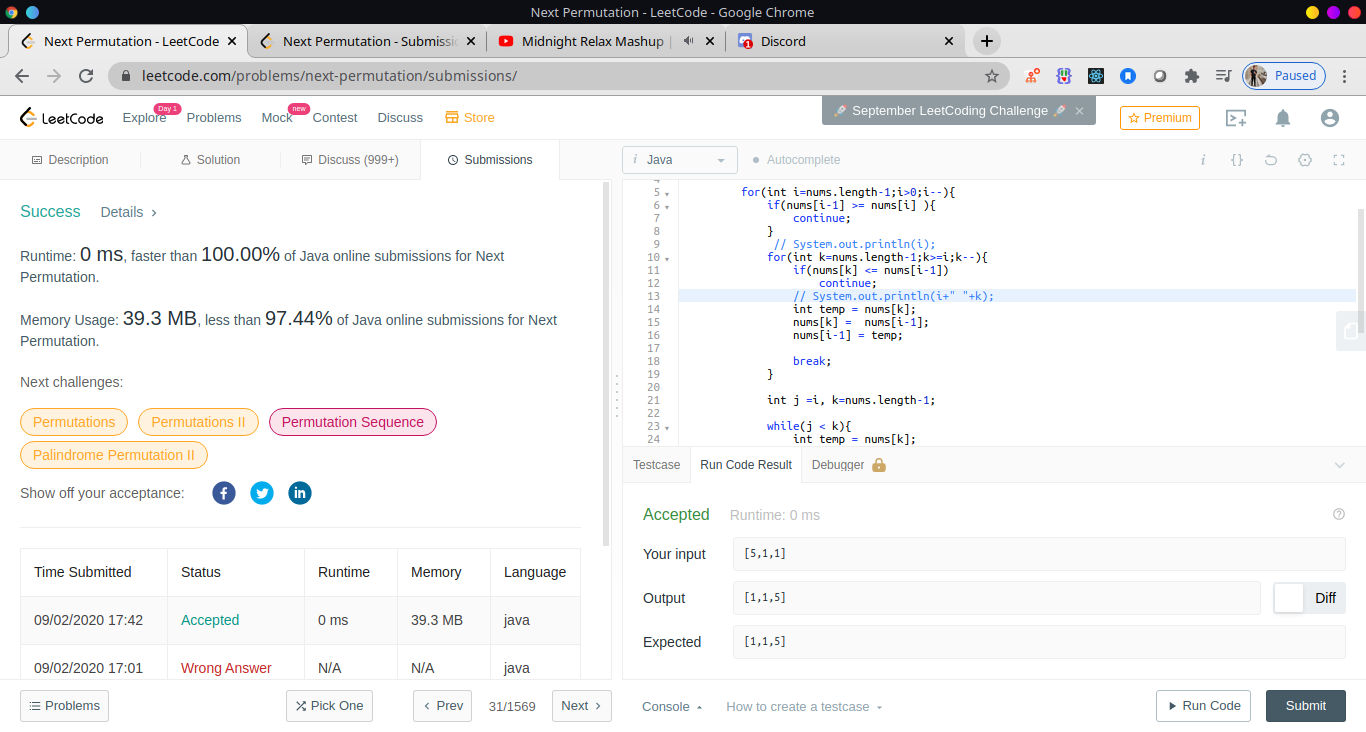 Next Permutation - LeetCode - Google Chrome
Next Permutation - LeetCode
Next Permutation - Submissi
Midnight Relax Mashup |
1
Discord
leetcode.com/problems/next-permutation/submissions/
Paused
LeetCode
Explore
Day 1
Problems
Mock
new
Contest
Discuss
Store
September LeetCoding Challenge
Premium
Description
Solution
Discuss (999+)
Submissions
i Java
Autocomplete
i
{}
Success
Details >
Runtime: 0 ms, faster than 100.00% of Java online submissions for Next
Permutation.
Memory Usage: 39.3 MB, less than 97.44% of Java online submissions for Next
Permutation.
Next challenges:
Permutations
Permutations II
Permutation Sequence
Palindrome Permutation II
Show off your acceptance:
Time Submitted Status Runtime Memory Language
09/02/2020 17:42 Accepted 0 ms 39.3 MB java
09/02/2020 17:01 Wrong Answer N/A N/A java
Problems
Pick One
< Prev
31/1569
Next >
4
5 for(int i=nums.length-1;i>0;i--){
6 if(nums[i-1] >= nums[i] ){
7 continue;
8 }
9 // System.out.println(i);
10 for(int k=nums.length-1;k>=i;k--){
11 if(nums[k] <= nums[i-1])
12 continue;
13 // System.out.println(i+" "+k);
14 int temp = nums[k];
15 nums[k] =  nums[i-1];
16 nums[i-1] = temp;
17
18 break;
19 }
20
21 int j =i, k=nums.length-1;
22
23 while(j < k){
24 int temp = nums[k];
Testcase
Run Code Result
Debugger
Accepted
Runtime: 0 ms
Your input
[5,1,1]
Output
[1,1,5]
Diff
Expected
[1,1,5]
Console
How to create a testcase
Run Code
Submit